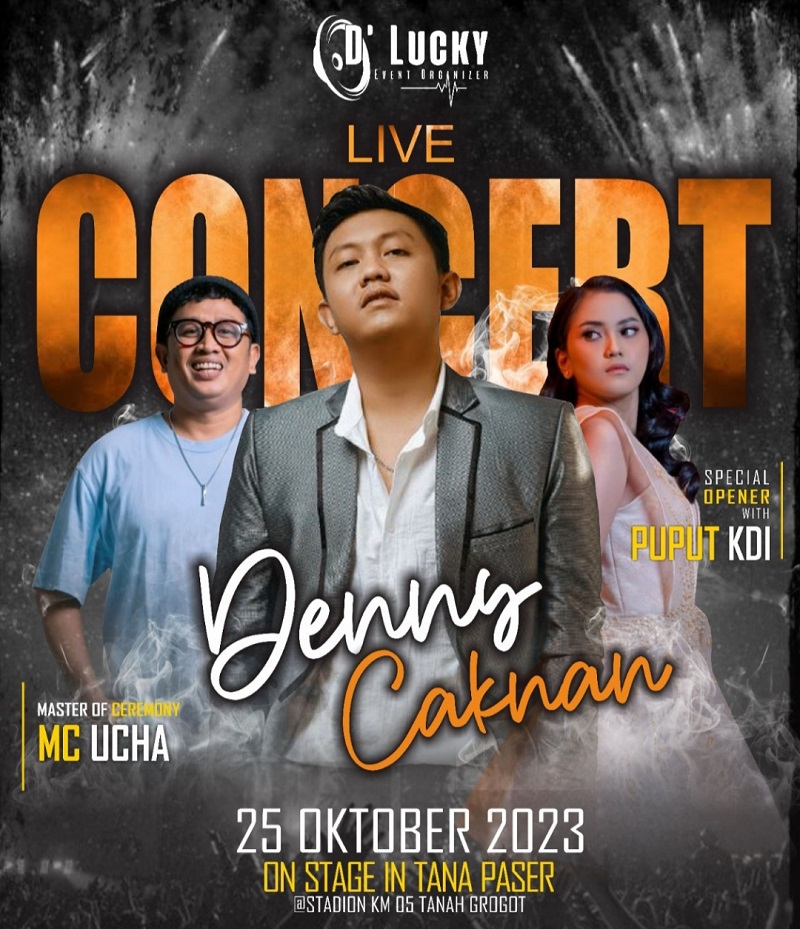 D' LUCKY
EVENT ORGANIZER
LIVE
CONCERT
SPECIAL
OPENER
WITH
PUPUT KDI
Denny
Caknan
MASTER OF CEREMONY
MC UCHA
25 OKTOBER 2023
ON STAGE IN TANA PASER
@STADION KM 05 TANAH GROGOT